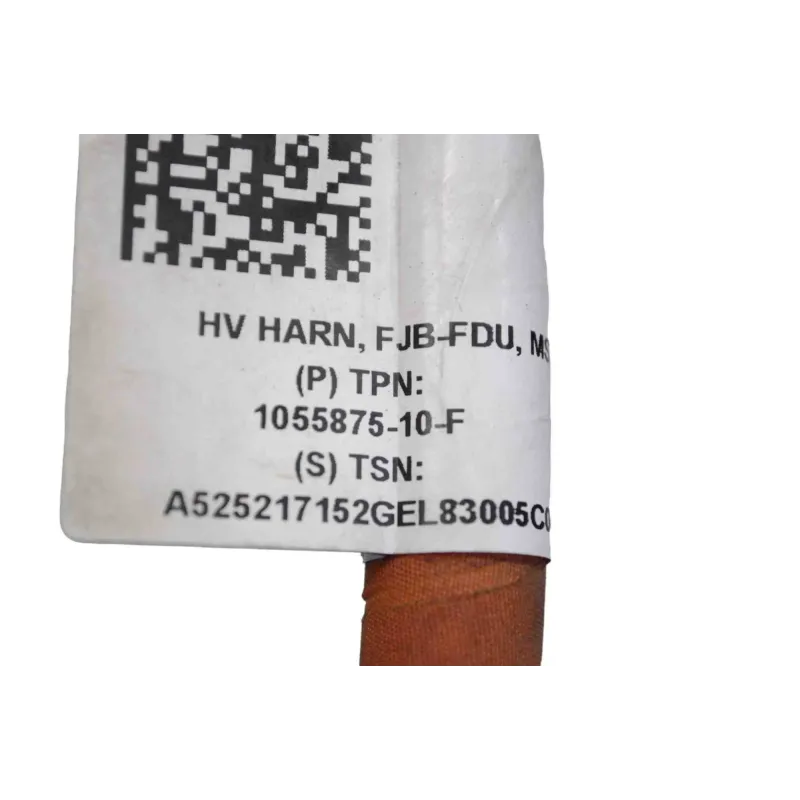 HV HARN, FJB-FDU, MS
(P) TPN:
1055875-10-F
(S) TSN:
A525217152GEL83005C0